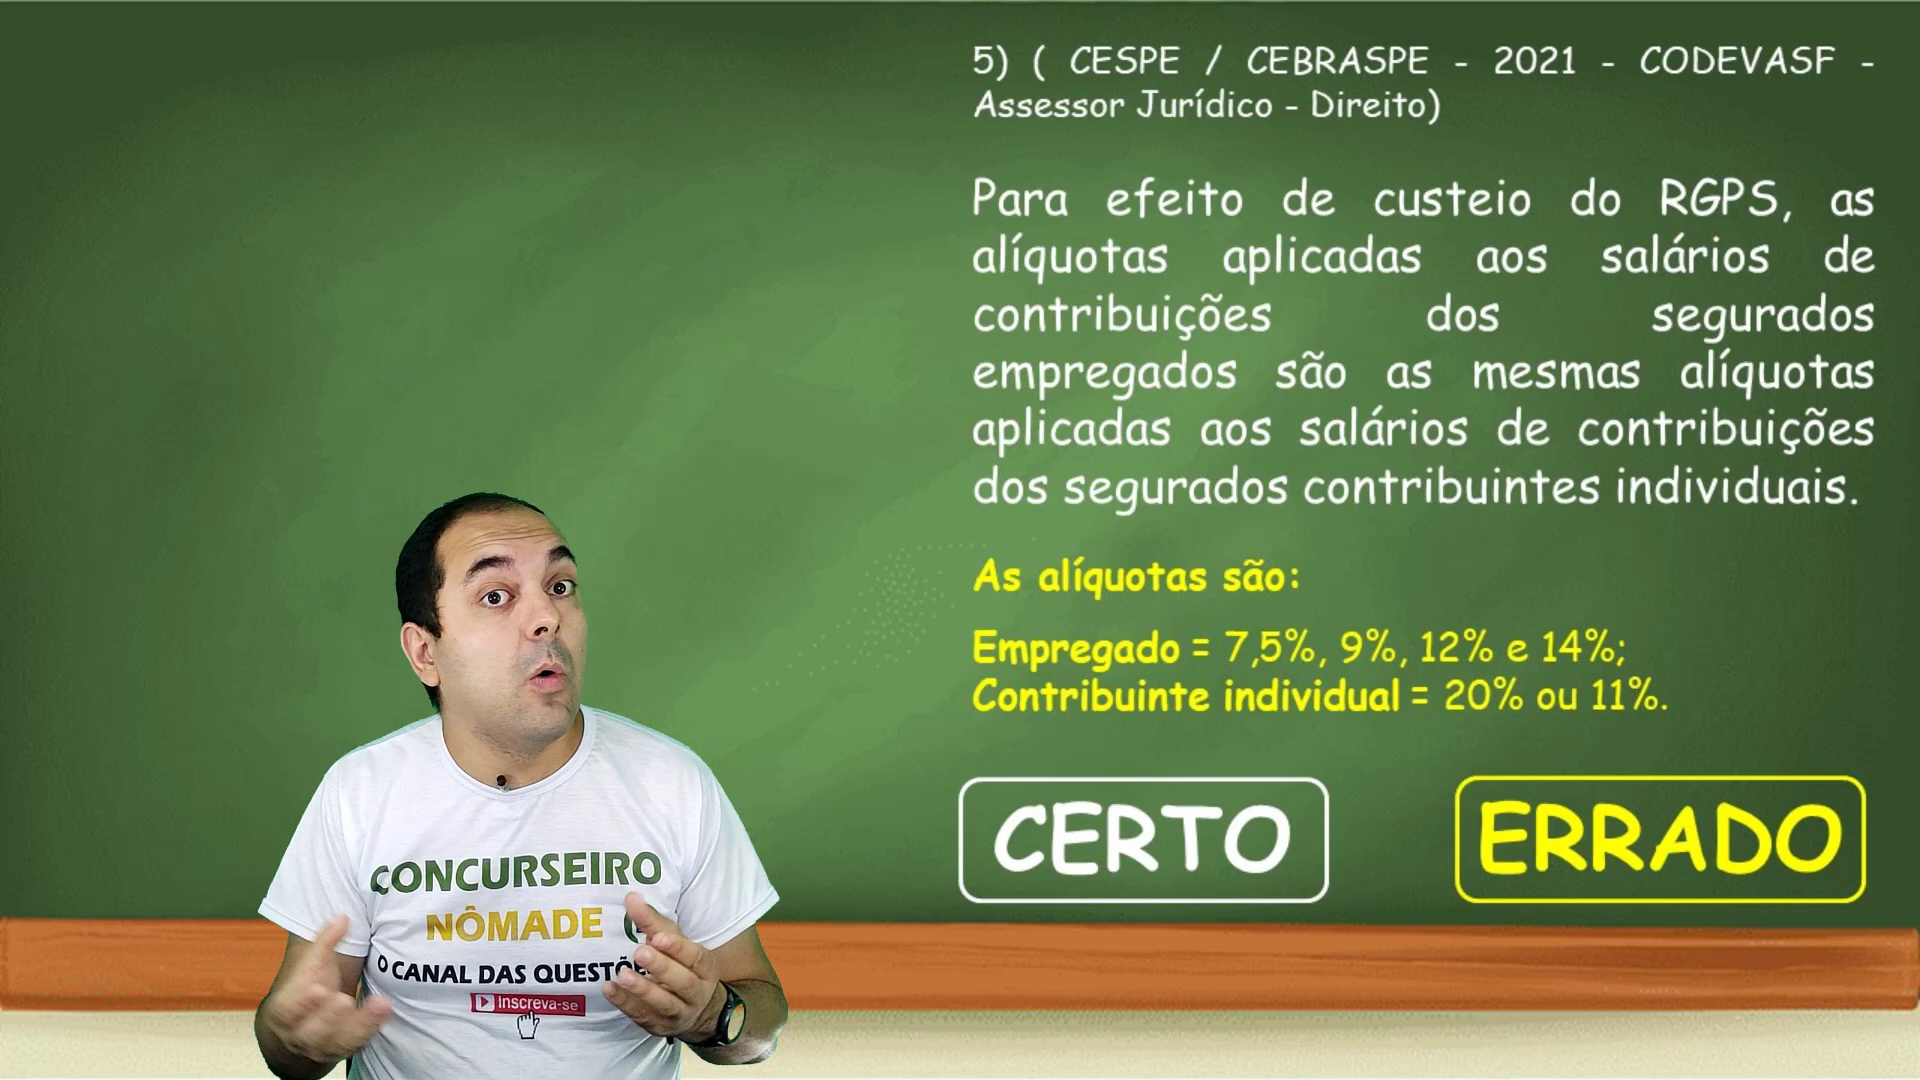 5) ( CESPE / CEBRASPE - 2021 - CODEVASF -
Assessor Jurídico - Direito)
Para efeito de custeio do RGPS, as
alíquotas aplicadas aos salários de
contribuições dos segurados
empregados são as mesmas alíquotas
aplicadas aos salários de contribuições
dos segurados contribuintes individuais.
As alíquotas são:
Empregado = 7,5%, 9%, 12% e 14%;
Contribuinte individual = 20% ou 11%.
CERTO
ERRADO
CONCURSEIRO
NÔMADE
O CANAL DAS
Inscreva-se